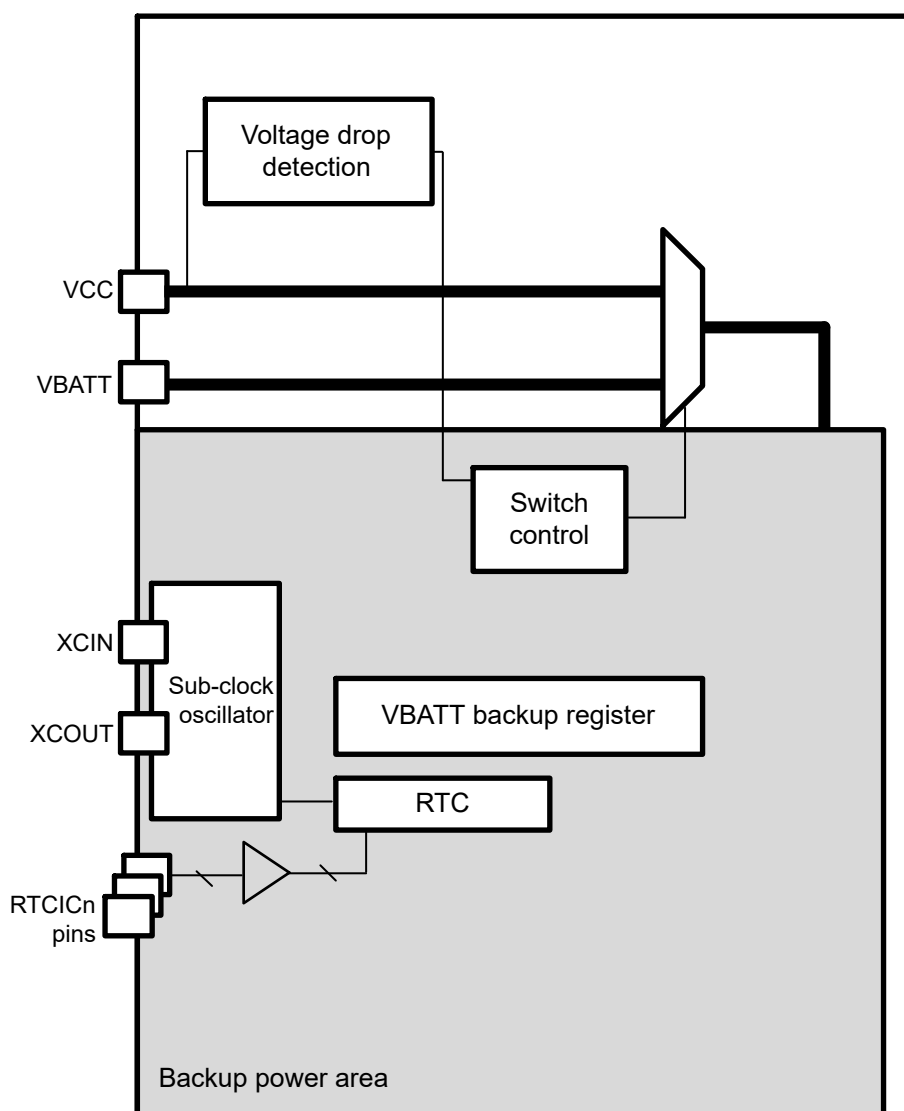 Voltage drop
detection
VCC
VBATT
Switch
control
XCIN
Sub-clock
oscillator
XCOUT
VBATT backup register
RTC
RTCICn
pins
Backup power area